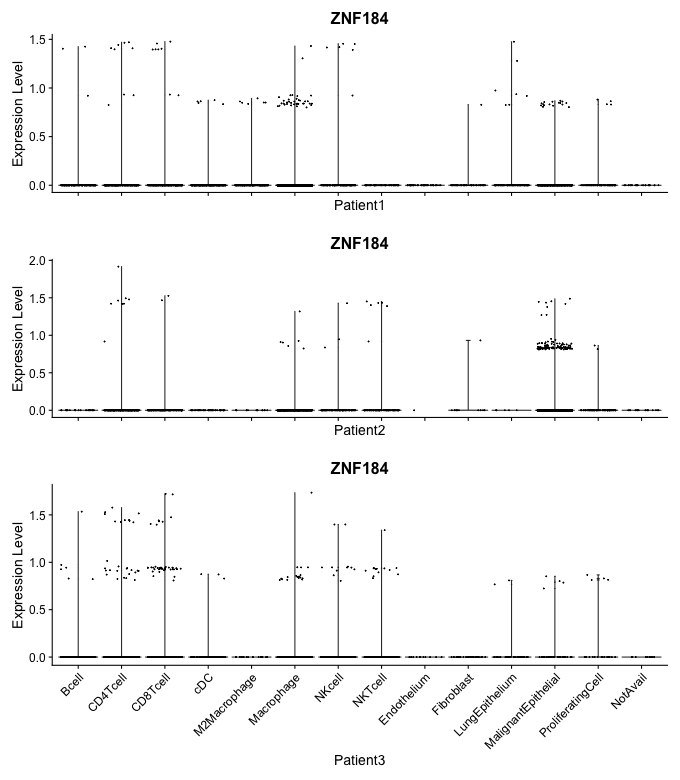 ZNF184
1.5
1.0
0.5
0.0
Expression Level
Patient1
ZNF184
2.0
1.5
1.0
0.5
0.0
Expression Level
Patient2
ZNF184
1.5
1.0
0.5
0.0
Expression Level
Bcell
CD4Tcell
CD8Tcell
cDC
M2Macrophage
Macrophage
NKcell
NKTcell
Endothelium
Fibroblast
LungEpithelium
MalignantEpithelial
ProliferatingCell
NotAvail
Patient3